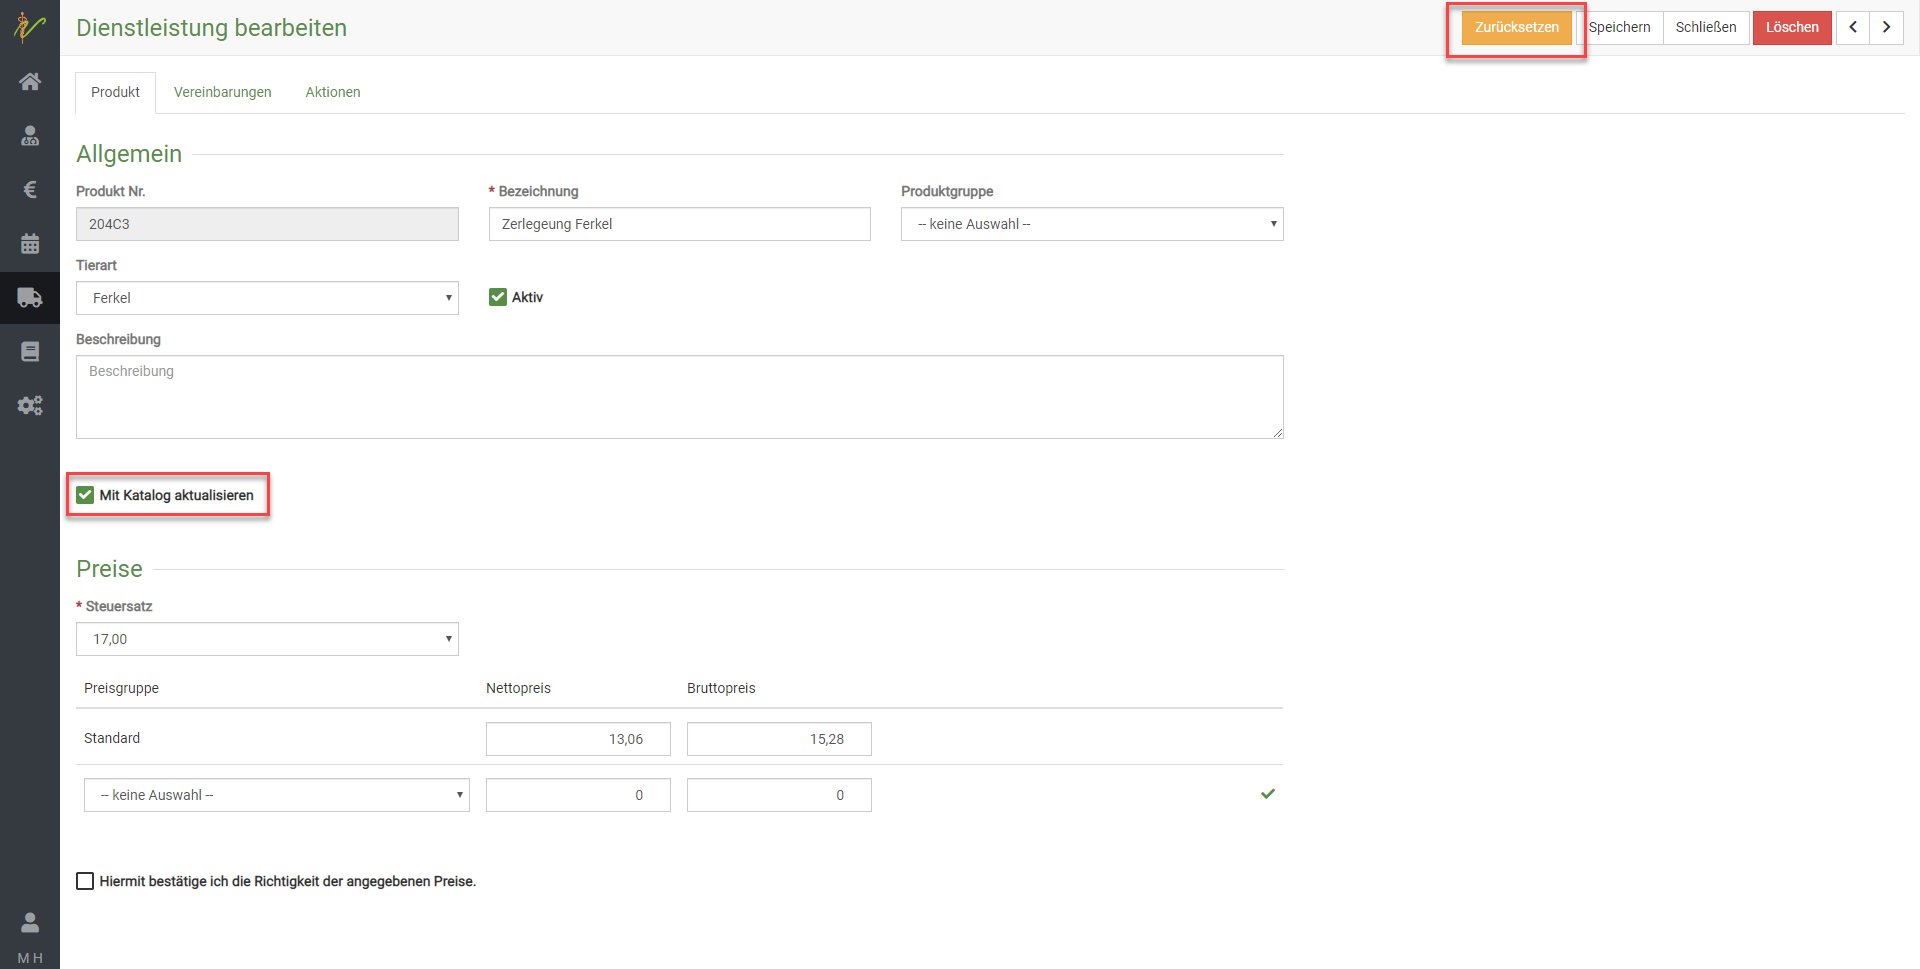 Dienstleistung bearbeiten
Zurücksetzen
Speichern
Schließen
Löschen
Produkt
Vereinbarungen
Aktionen
Allgemein
Produkt Nr.
* Bezeichnung
Produktgruppe
204C3
Zerlegeung Ferkel
-- keine Auswahl --
Tierart
Ferkel
Aktiv
Beschreibung
Beschreibung
Mit Katalog aktualisieren
Preise
* Steuersatz
17,00
Preisgruppe
Nettopreis
Bruttopreis
Standard
13,06
15,28
-- keine Auswahl --
0
0
Hiermit bestätige ich die Richtigkeit der angegebenen Preise.
M H